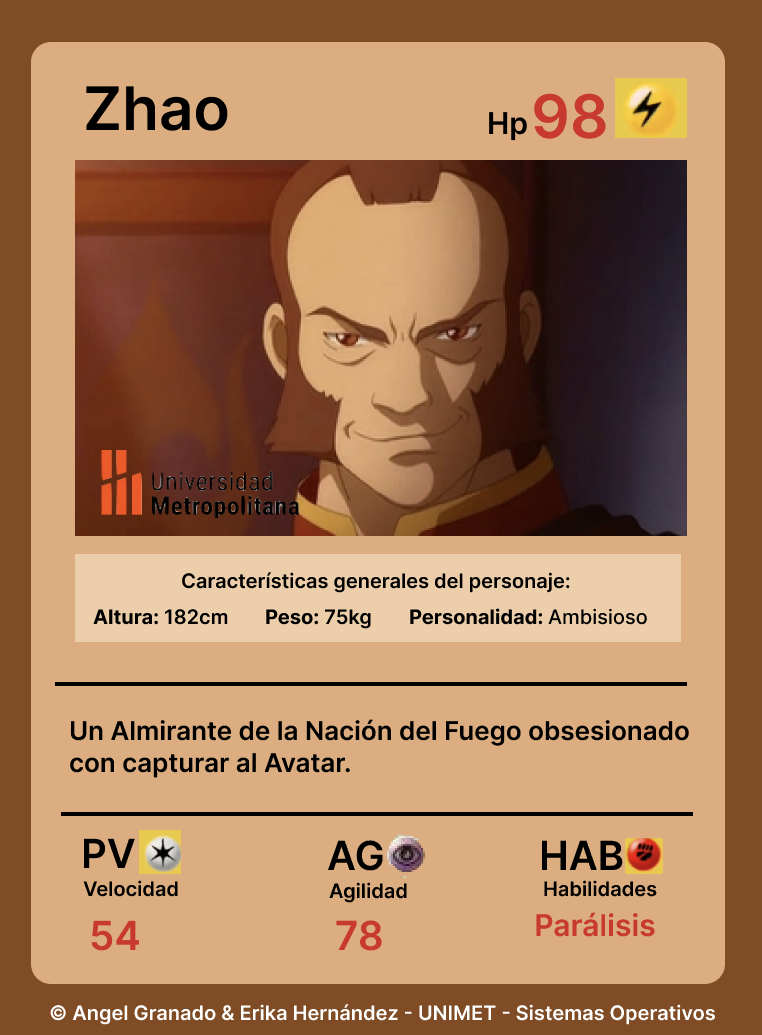 Zhao
Hp 98
Universidad
Metropolitana
Características generales del personaje:
Altura: 182cm Peso: 75kg Personalidad: Ambisioso
Un Almirante de la Nación del Fuego obsesionado
con capturar al Avatar.
PV AG HAB
Velocidad Agilidad Habilidades
54 78 Parálisis
© Angel Granado & Erika Hernández - UNIMET - Sistemas Operativos